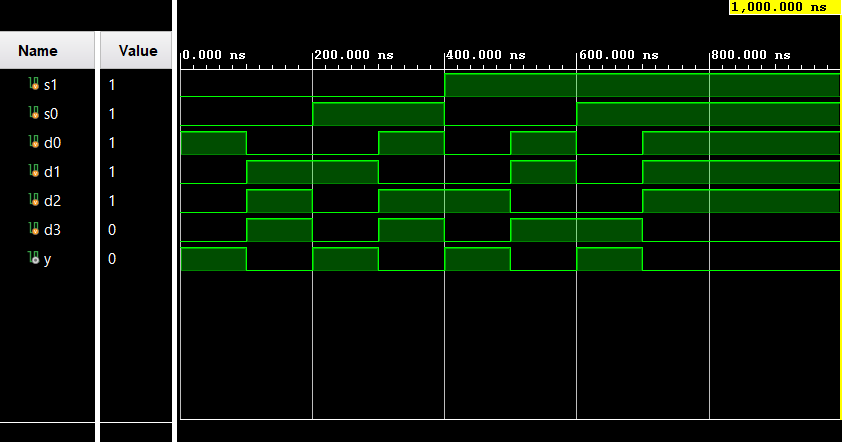 1,000.000 ns
Name Value
0.000 ns 200.000 ns 400.000 ns 600.000 ns 800.000 ns
s1 1
s0 1
d0 1
d1 1
d2 1
d3 0
y 0